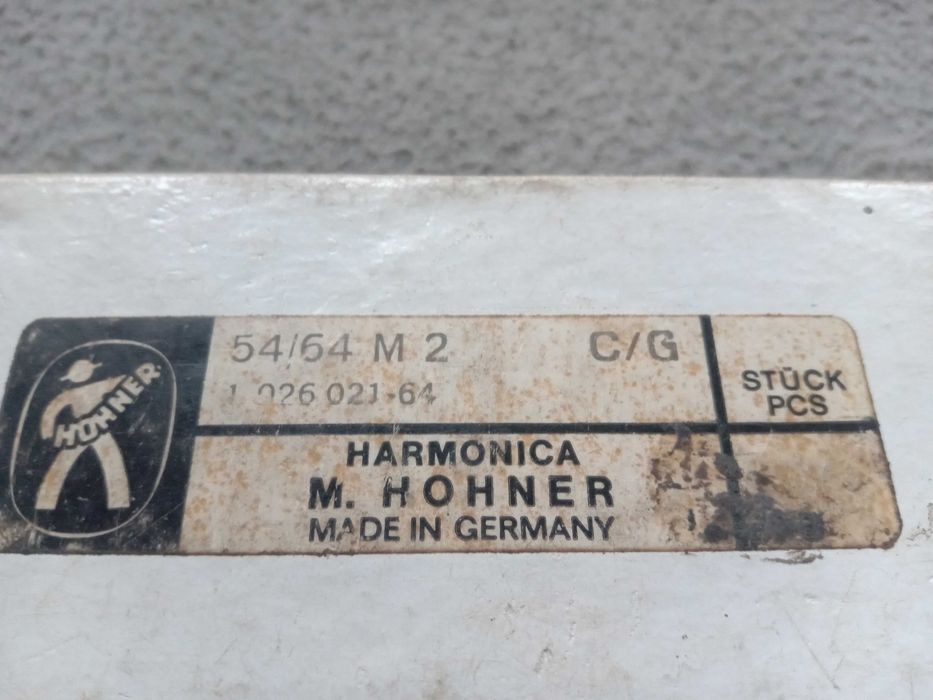 HOHNER
54/64 M 2 C/G
1 026 021-64
STÜCK
PCS
HARMONICA
M. HOHNER
MADE IN GERMANY